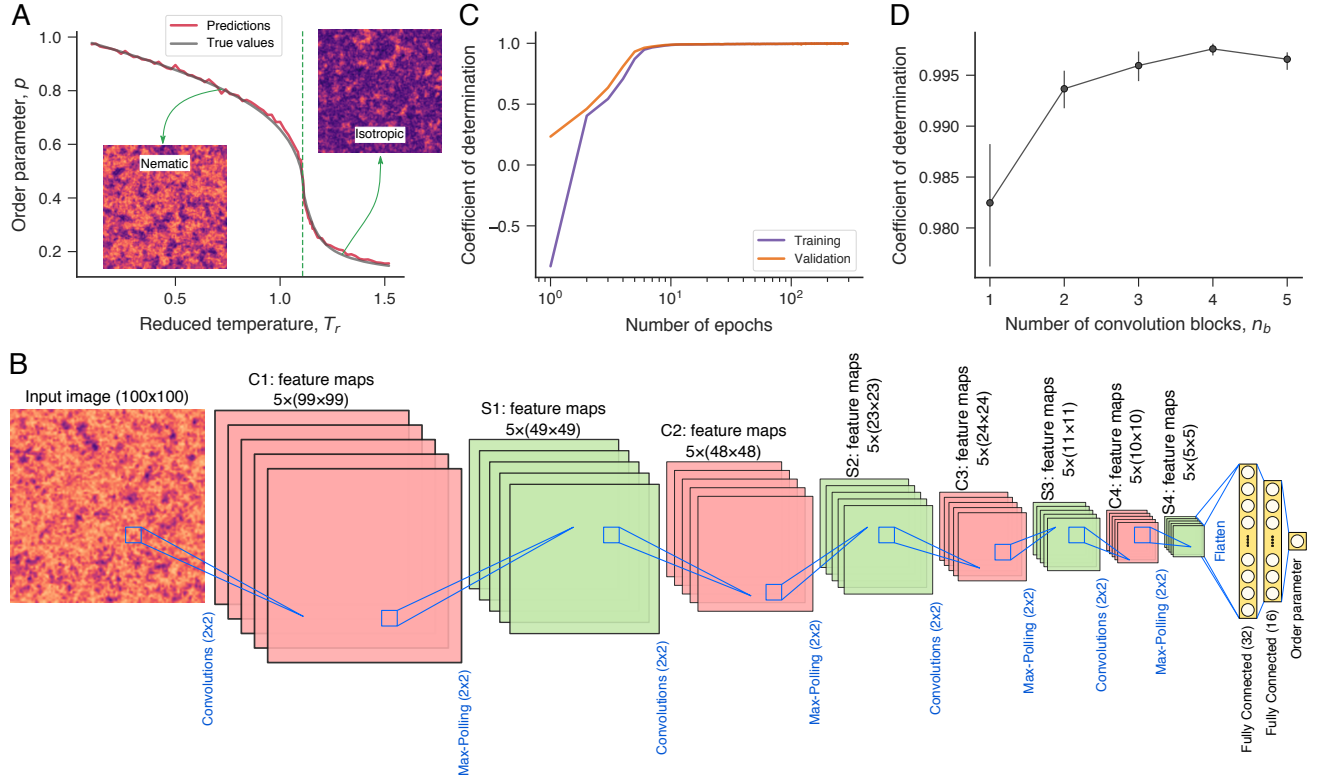 A
Predictions
True values
1.0
0.8
0.6
0.4
0.2
Order parameter, p
0.5
1.0
1.5
Reduced temperature, T_r
Nematic
Isotropic
C
1.0
0.5
0.0
−0.5
Coefficient of determination
10⁰
10¹
10²
Number of epochs
Training
Validation
D
0.995
0.990
0.985
0.980
Coefficient of determination
1
2
3
4
5
Number of convolution blocks, n_b
B
Input image (100x100)
C1: feature maps
5×(99×99)
S1: feature maps
5×(49×49)
C2: feature maps
5×(48×48)
S2: feature maps
5×(23×23)
C3: feature maps
5×(24×24)
S3: feature maps
5×(11×11)
C4: feature maps
5×(10×10)
S4: feature maps
5×(5×5)
Convolutions (2x2)
Max-Polling (2x2)
Convolutions (2x2)
Max-Polling (2x2)
Convolutions (2x2)
Max-Polling (2x2)
Convolutions (2x2)
Max-Polling (2x2)
Flatten
Fully Connected (32)
Fully Connected (16)
Order parameter